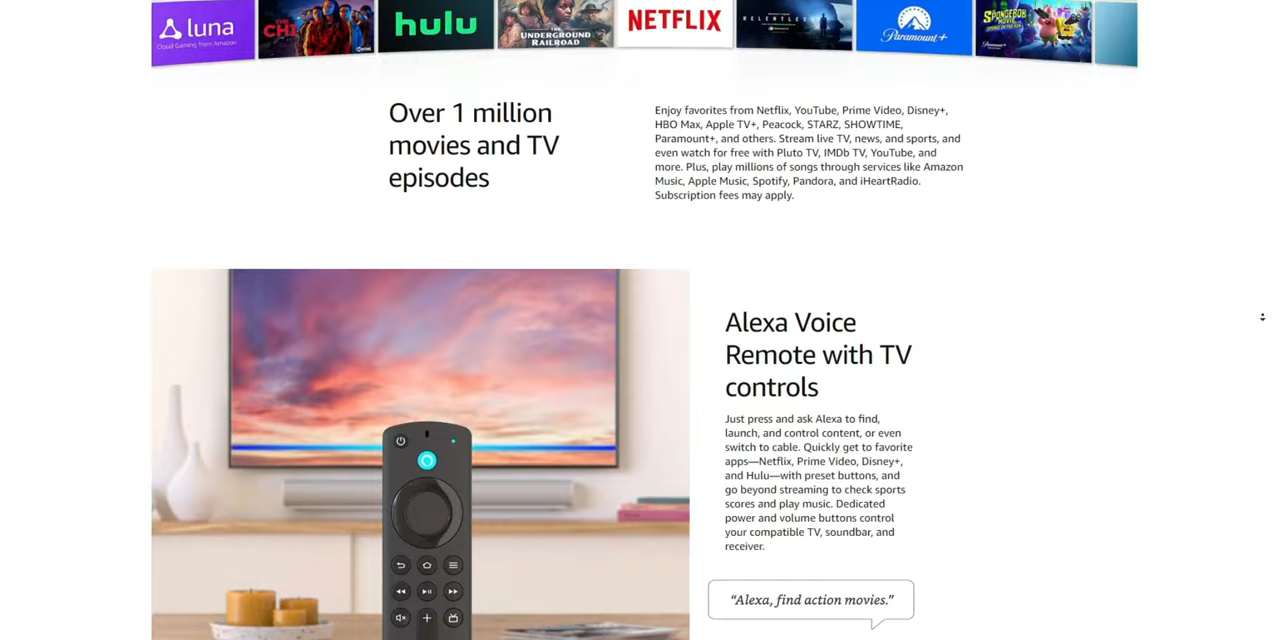 luna
Cloud Gaming from Amazon
THE
CHI
hulu
THE
UNDERGROUND
RAILROAD
NETFLIX
RELENTLESS
Paramount+
THE
SPONGEBOB
MOVIE
Over 1 million
movies and TV
episodes
Enjoy favorites from Netflix, YouTube, Prime Video, Disney+,
HBO Max, Apple TV+, Peacock, STARZ, SHOWTIME,
Paramount+, and others. Stream live TV, news, and sports, and
even watch for free with Pluto TV, IMDb TV, YouTube, and
more. Plus, play millions of songs through services like Amazon
Music, Apple Music, Spotify, Pandora, and iHeartRadio.
Subscription fees may apply.
Alexa Voice
Remote with TV
controls
Just press and ask Alexa to find,
launch, and control content, or even
switch to cable. Quickly get to favorite
apps—Netflix, Prime Video, Disney+,
and Hulu—with preset buttons, and
go beyond streaming to check sports
scores and play music. Dedicated
power and volume buttons control
your compatible TV, soundbar, and
receiver.
“Alexa, find action movies.”